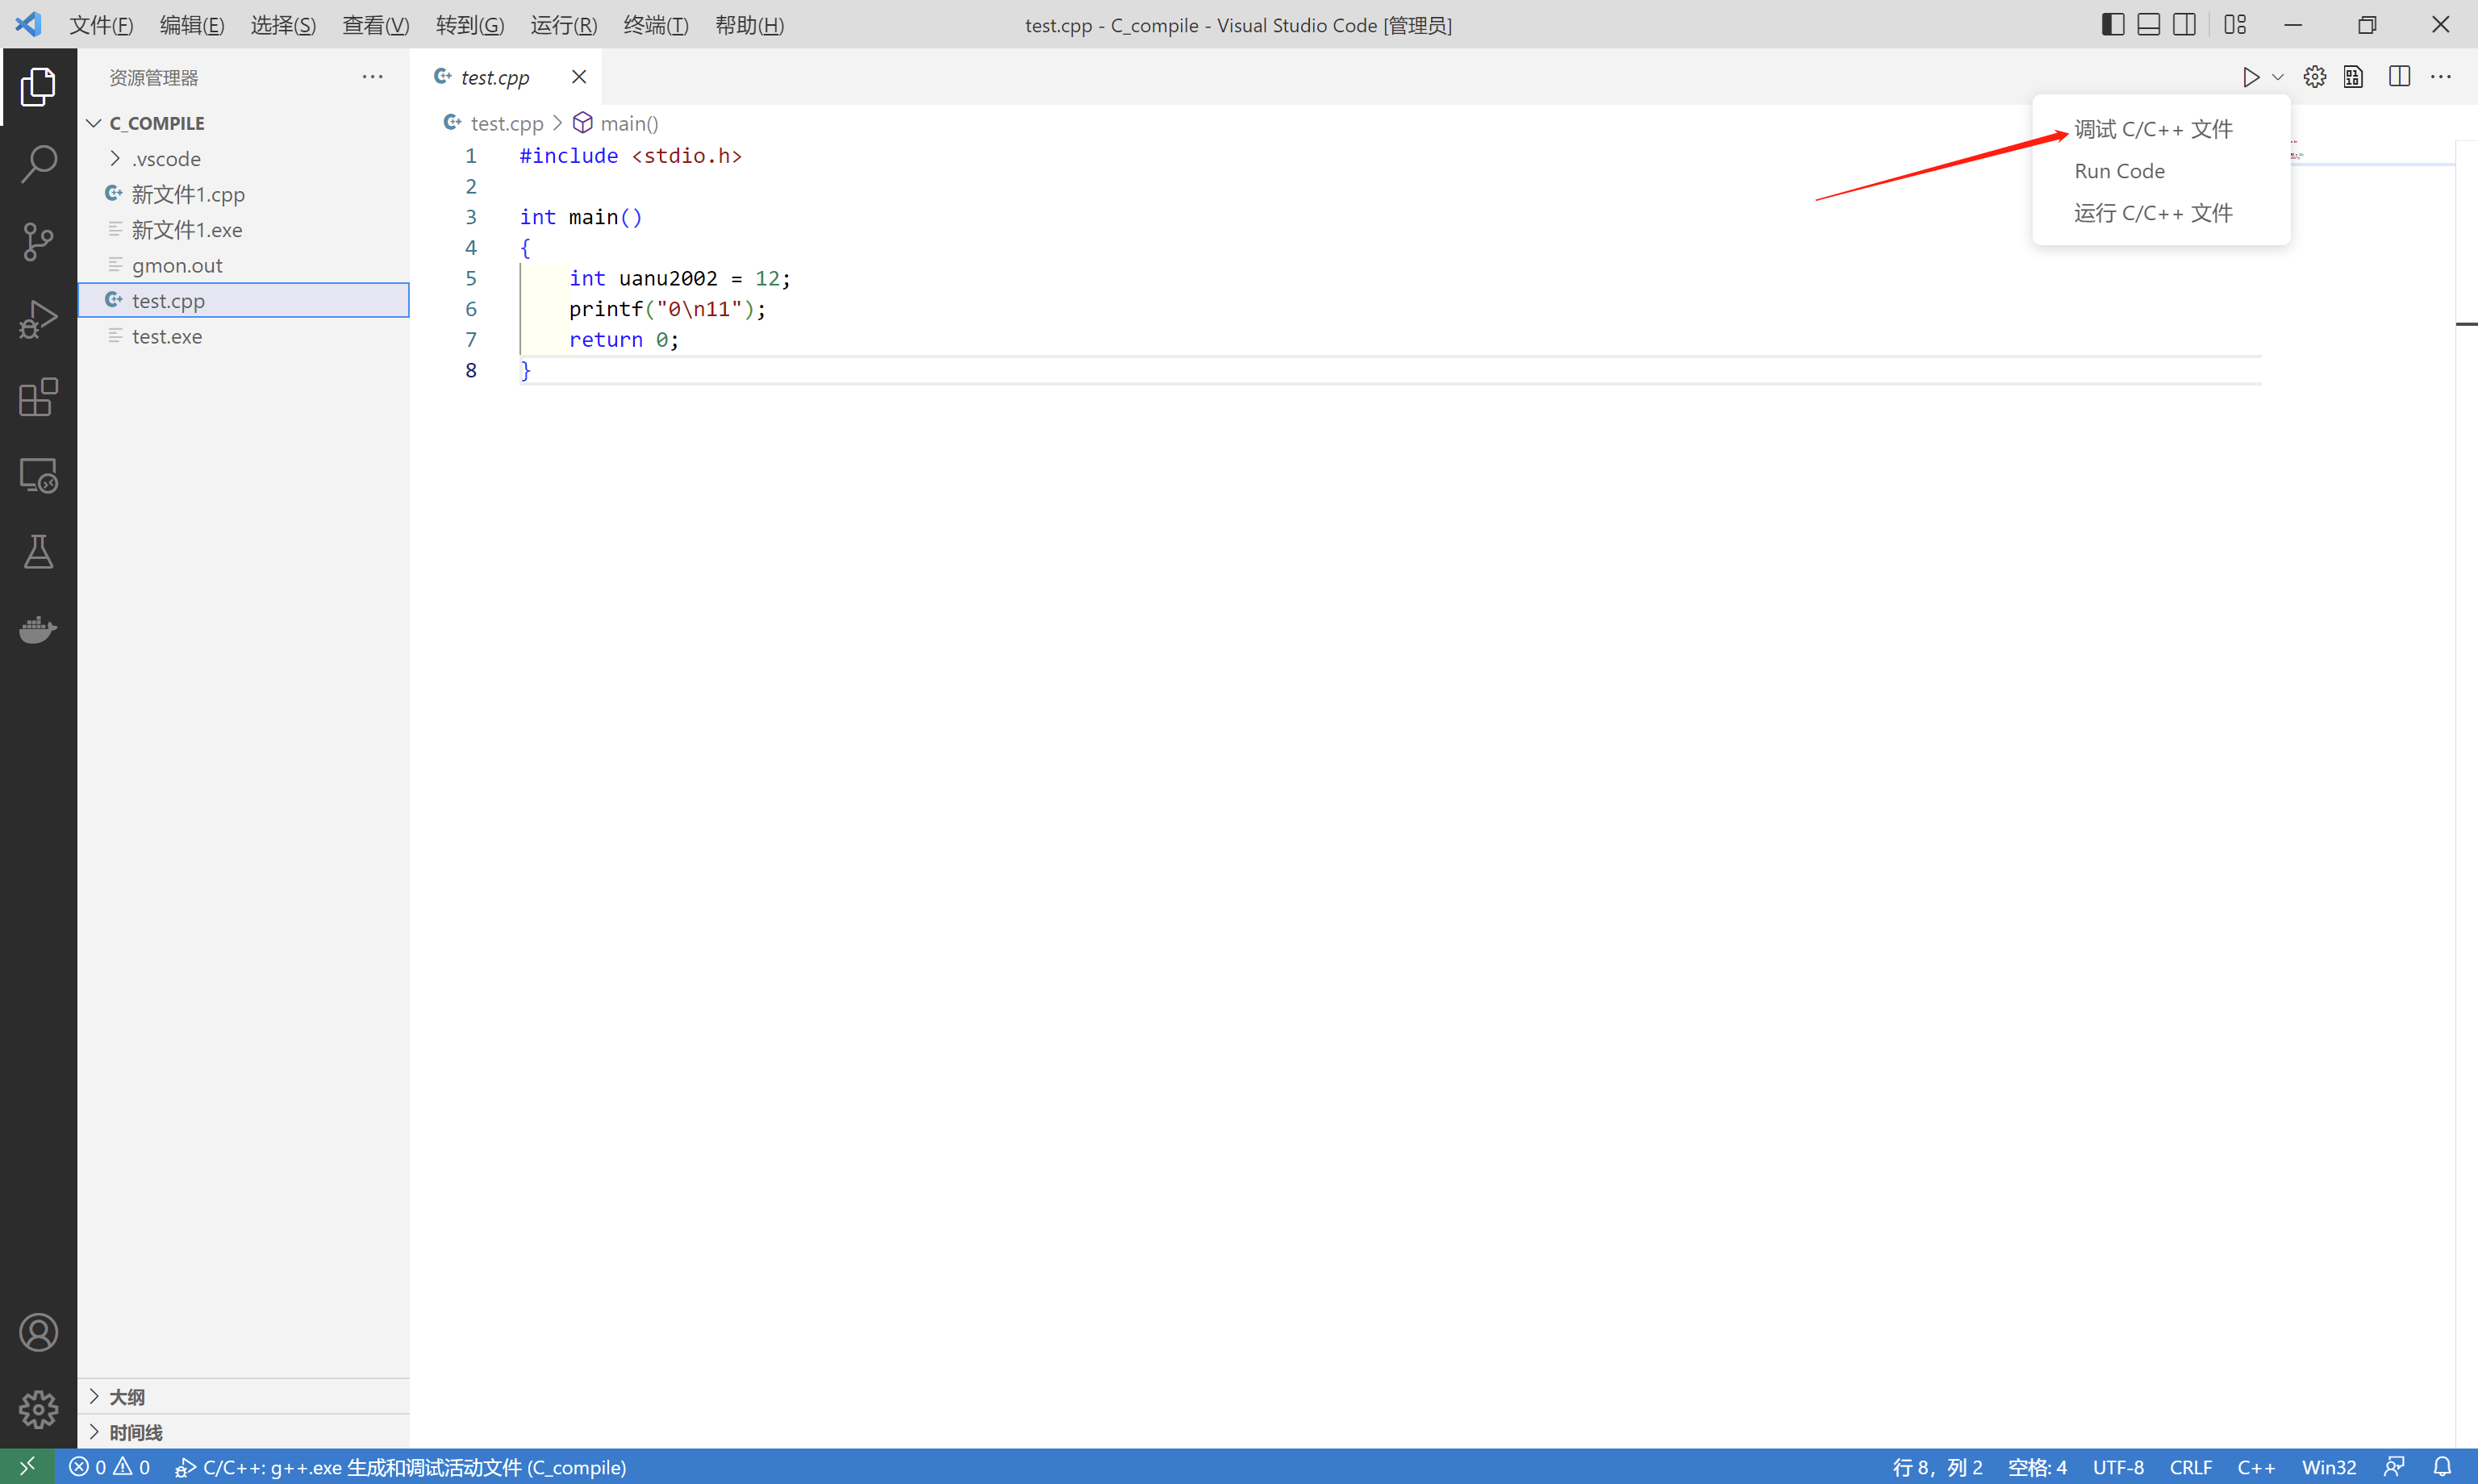 文件(F) 编辑(E) 选择(S) 查看(V) 转到(G) 运行(R) 终端(T) 帮助(H) test.cpp - C_compile - Visual Studio Code [管理员]
资源管理器
C_COMPILE
.vscode
新文件1.cpp
新文件1.exe
gmon.out
test.cpp
test.exe
大纲
时间线
test.cpp
test.cpp > main()
1 #include <stdio.h>
2
3 int main()
4 {
5 int uanu2002 = 12;
6 printf("0\n11");
7 return 0;
8 }
调试 C/C++ 文件
Run Code
运行 C/C++ 文件
0 0 C/C++: g++.exe 生成和调试活动文件 (C_compile) 行 8，列 2 空格: 4 UTF-8 CRLF C++ Win32